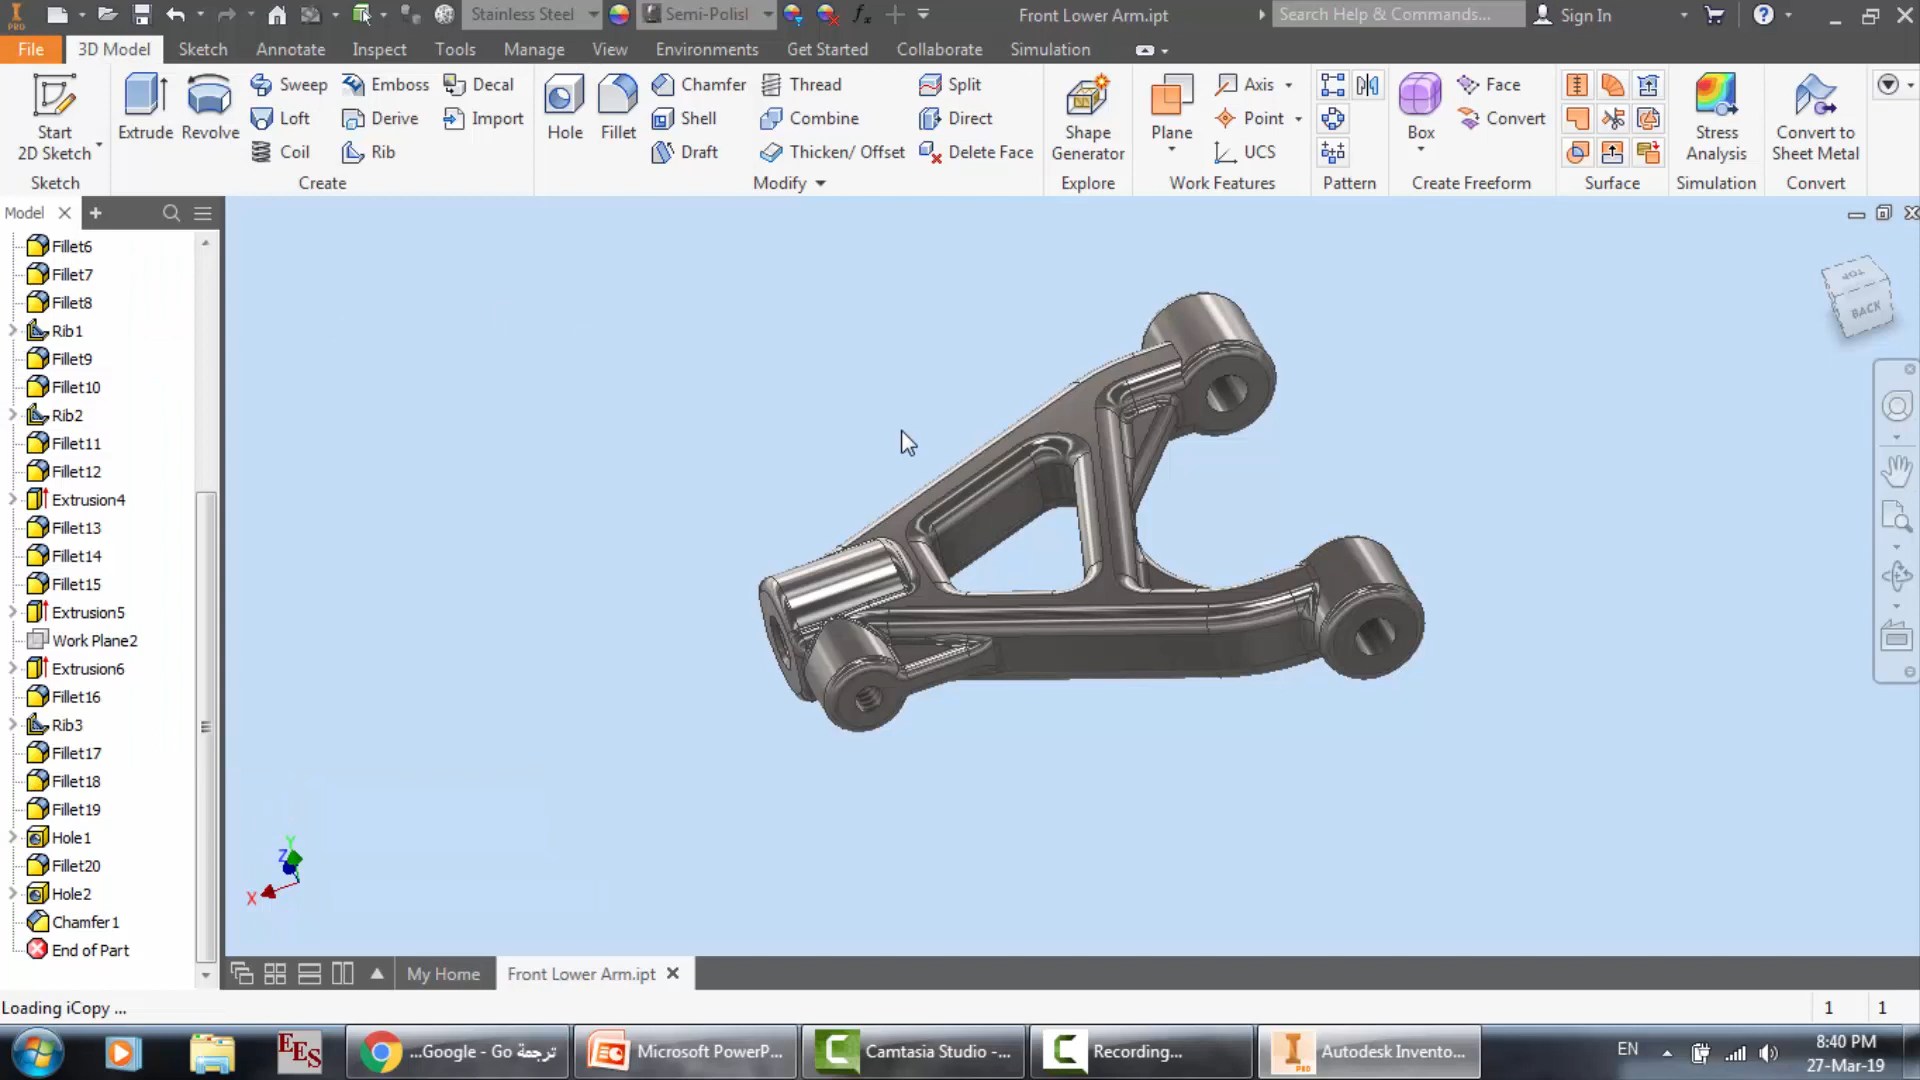 PRO
Stainless Steel
Semi-Polish
Front Lower Arm.ipt
Search Help & Commands...
Sign In
File
3D Model
Sketch
Annotate
Inspect
Tools
Manage
View
Environments
Get Started
Collaborate
Simulation
Start
2D Sketch
Extrude
Revolve
Sweep
Emboss
Decal
Loft
Derive
Import
Coil
Rib
Hole
Fillet
Chamfer
Thread
Split
Shell
Combine
Direct
Draft
Thicken/ Offset
Delete Face
Shape
Generator
Plane
Axis
Point
UCS
Box
Face
Convert
Stress
Analysis
Convert to
Sheet Metal
Sketch
Create
Modify
Explore
Work Features
Pattern
Create Freeform
Surface
Simulation
Convert
Model
TOP
BACK
Fillet6
Fillet7
Fillet8
Rib1
Fillet9
Fillet10
Rib2
Fillet11
Fillet12
Extrusion4
Fillet13
Fillet14
Fillet15
Extrusion5
Work Plane2
Extrusion6
Fillet16
Rib3
Fillet17
Fillet18
Fillet19
Hole1
Fillet20
Hole2
Chamfer1
End of Part
Y
Z
X
My Home
Front Lower Arm.ipt
Loading iCopy ...
1
1
EES
...Google - Go ترجمة
Microsoft PowerP...
Camtasia Studio -...
Recording...
PRO
Autodesk Invento...
EN
8:40 PM
27-Mar-19